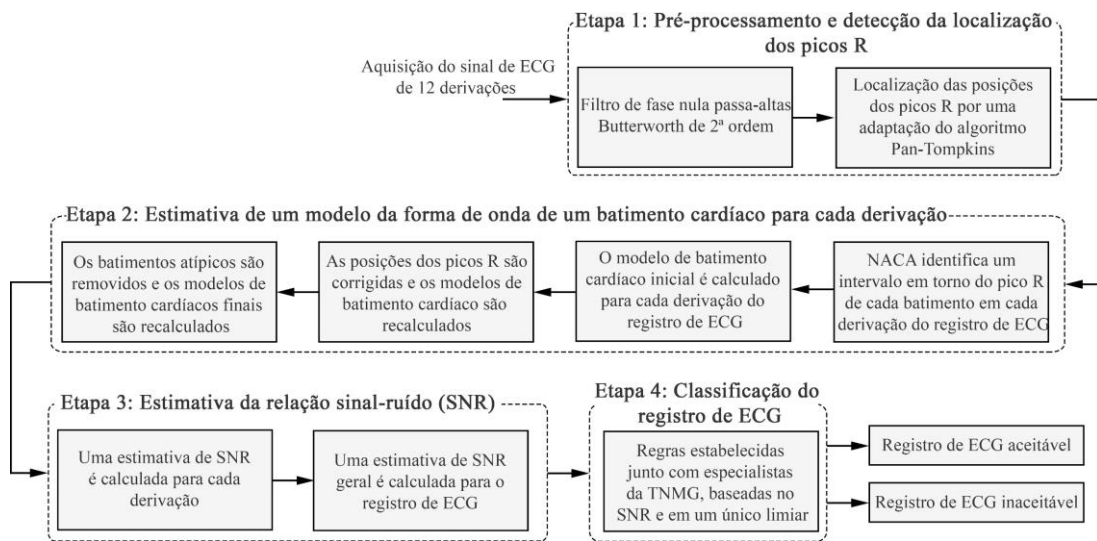 Etapa 1: Pré-processamento e detecção da localização
dos picos R
Aquisição do sinal de ECG
de 12 derivações
Filtro de fase nula passa-altas
Butterworth de 2ª ordem
Localização das posições
dos picos R por uma
adaptação do algoritmo
Pan-Tompkins
Etapa 2: Estimativa de um modelo da forma de onda de um batimento cardíaco para cada derivação
Os batimentos atípicos são
removidos e os modelos de
batimento cardíacos finais
são recalculados
As posições dos picos R são
corrigidas e os modelos de
batimento cardíaco são
recalculados
O modelo de batimento
cardíaco inicial é calculado
para cada derivação do
registro de ECG
NACA identifica um
intervalo em torno do pico R
de cada batimento em cada
derivação do registro de ECG
Etapa 3: Estimativa da relação sinal-ruído (SNR)
Uma estimativa de SNR
é calculada para cada
derivação
Uma estimativa de SNR
geral é calculada para o
registro de ECG
Etapa 4: Classificação do
registro de ECG
Regras estabelecidas
junto com especialistas
da TNMG, baseadas no
SNR e em um único limiar
Registro de ECG aceitável
Registro de ECG inaceitável